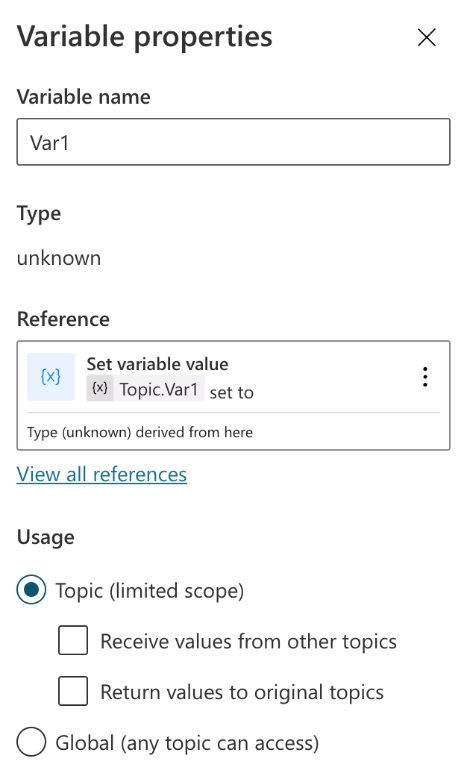 Variable properties
Variable name
Var1
Type
unknown
Reference
{x}
Set variable value
{x} Topic.Var1 set to
Type (unknown) derived from here
View all references
Usage
Topic (limited scope)
Receive values from other topics
Return values to original topics
Global (any topic can access)